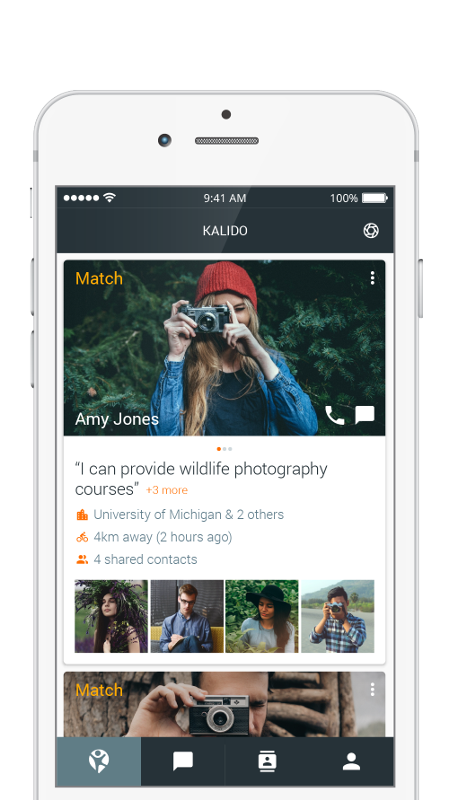 9:41 AM 100%
KALIDO
Match
Amy Jones
“I can provide wildlife photography
courses” +3 more
University of Michigan & 2 others
4km away (2 hours ago)
4 shared contacts
Match